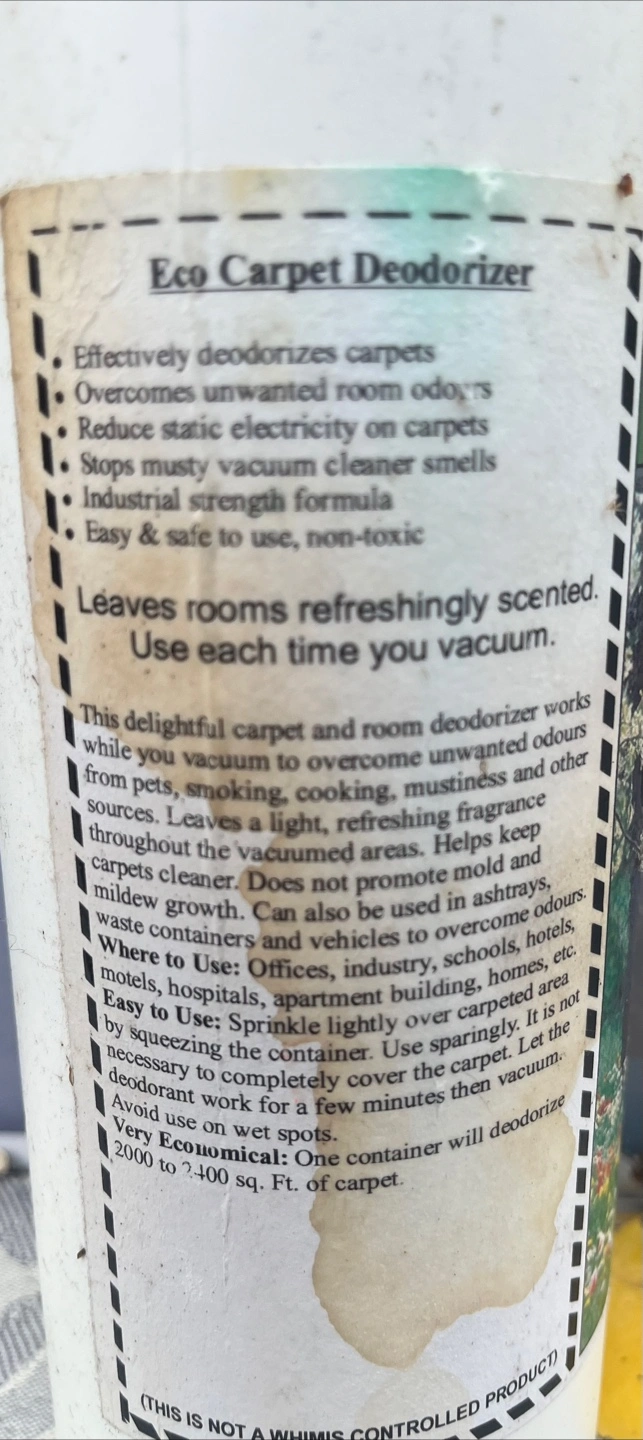 Eco Carpet Deodorizer
• Effectively deodorizes carpets
• Overcomes unwanted room odours
• Reduce static electricity on carpets
• Stops musty vacuum cleaner smells
• Industrial strength formula
• Easy & safe to use, non-toxic
Leaves rooms refreshingly scented.
Use each time you vacuum.
This delightful carpet and room deodorizer works
while you vacuum to overcome unwanted odours
from pets, smoking, cooking, mustiness and other
sources. Leaves a light, refreshing fragrance
throughout the vacuumed areas. Helps keep
carpets cleaner. Does not promote mold and
mildew growth. Can also be used in ashtrays,
waste containers and vehicles to overcome odours.
Where to Use: Offices, industry, schools, hotels,
motels, hospitals, apartment building, homes, etc.
Easy to Use: Sprinkle lightly over carpeted area
by squeezing the container. Use sparingly. It is not
necessary to completely cover the carpet. Let the
deodorant work for a few minutes then vacuum.
Avoid use on wet spots.
Very Economical: One container will deodorize
2000 to 2400 sq. Ft. of carpet.
(THIS IS NOT A WHIMIS CONTROLLED PRODUCT)